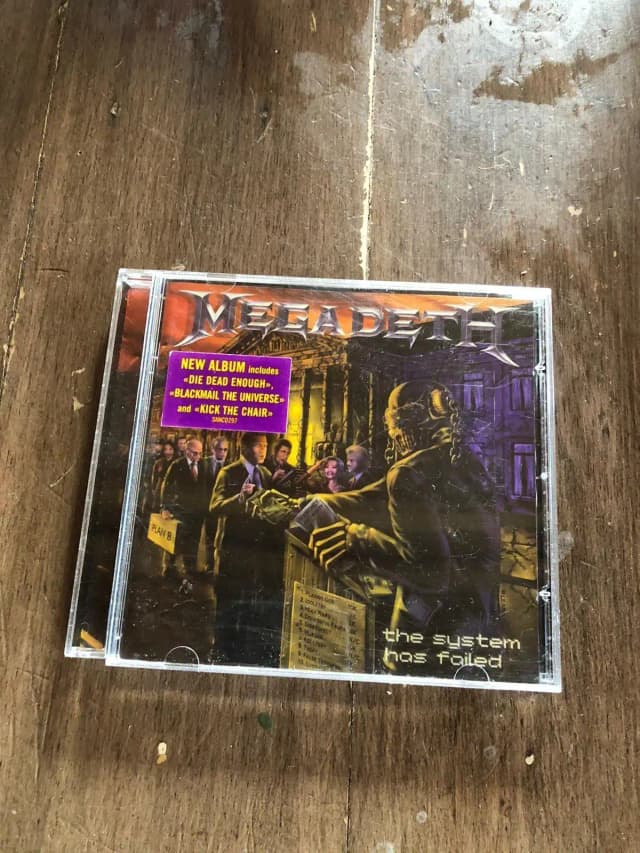 MEGADETH
NEW ALBUM includes
«DIE DEAD ENOUGH»,
«BLACKMAIL THE UNIVERSE»
and «KICK THE CHAIR»
SANCD297
PLAN B
the system
has failed